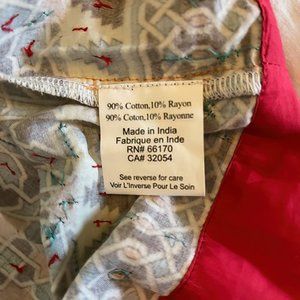 90% Cotton,10% Rayon
90% Coton,10% Rayonne
Made in India
Fabrique en Inde
RN# 66170
CA# 32054
See reverse for care
Voir L'Inverse Pour Le Soin